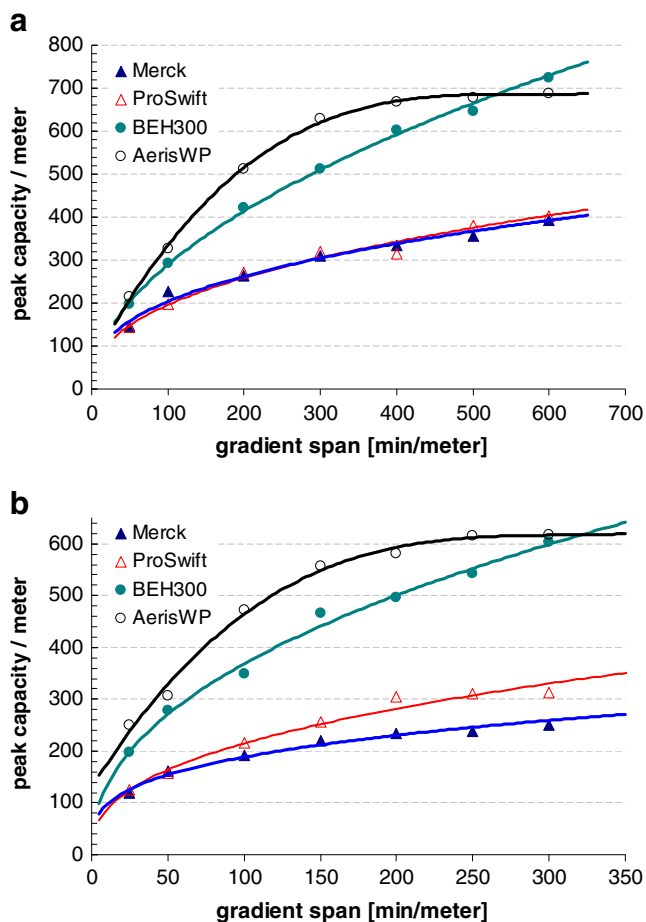 a
800
700
600
500
400
300
200
100
0
Merck
ProSwift
BEH300
AerisWP
peak capacity / meter
0 100 200 300 400 500 600 700
gradient span [min/meter]
b
600
500
400
300
200
100
0
Merck
ProSwift
BEH300
AerisWP
peak capacity / meter
0 50 100 150 200 250 300 350
gradient span [min/meter]